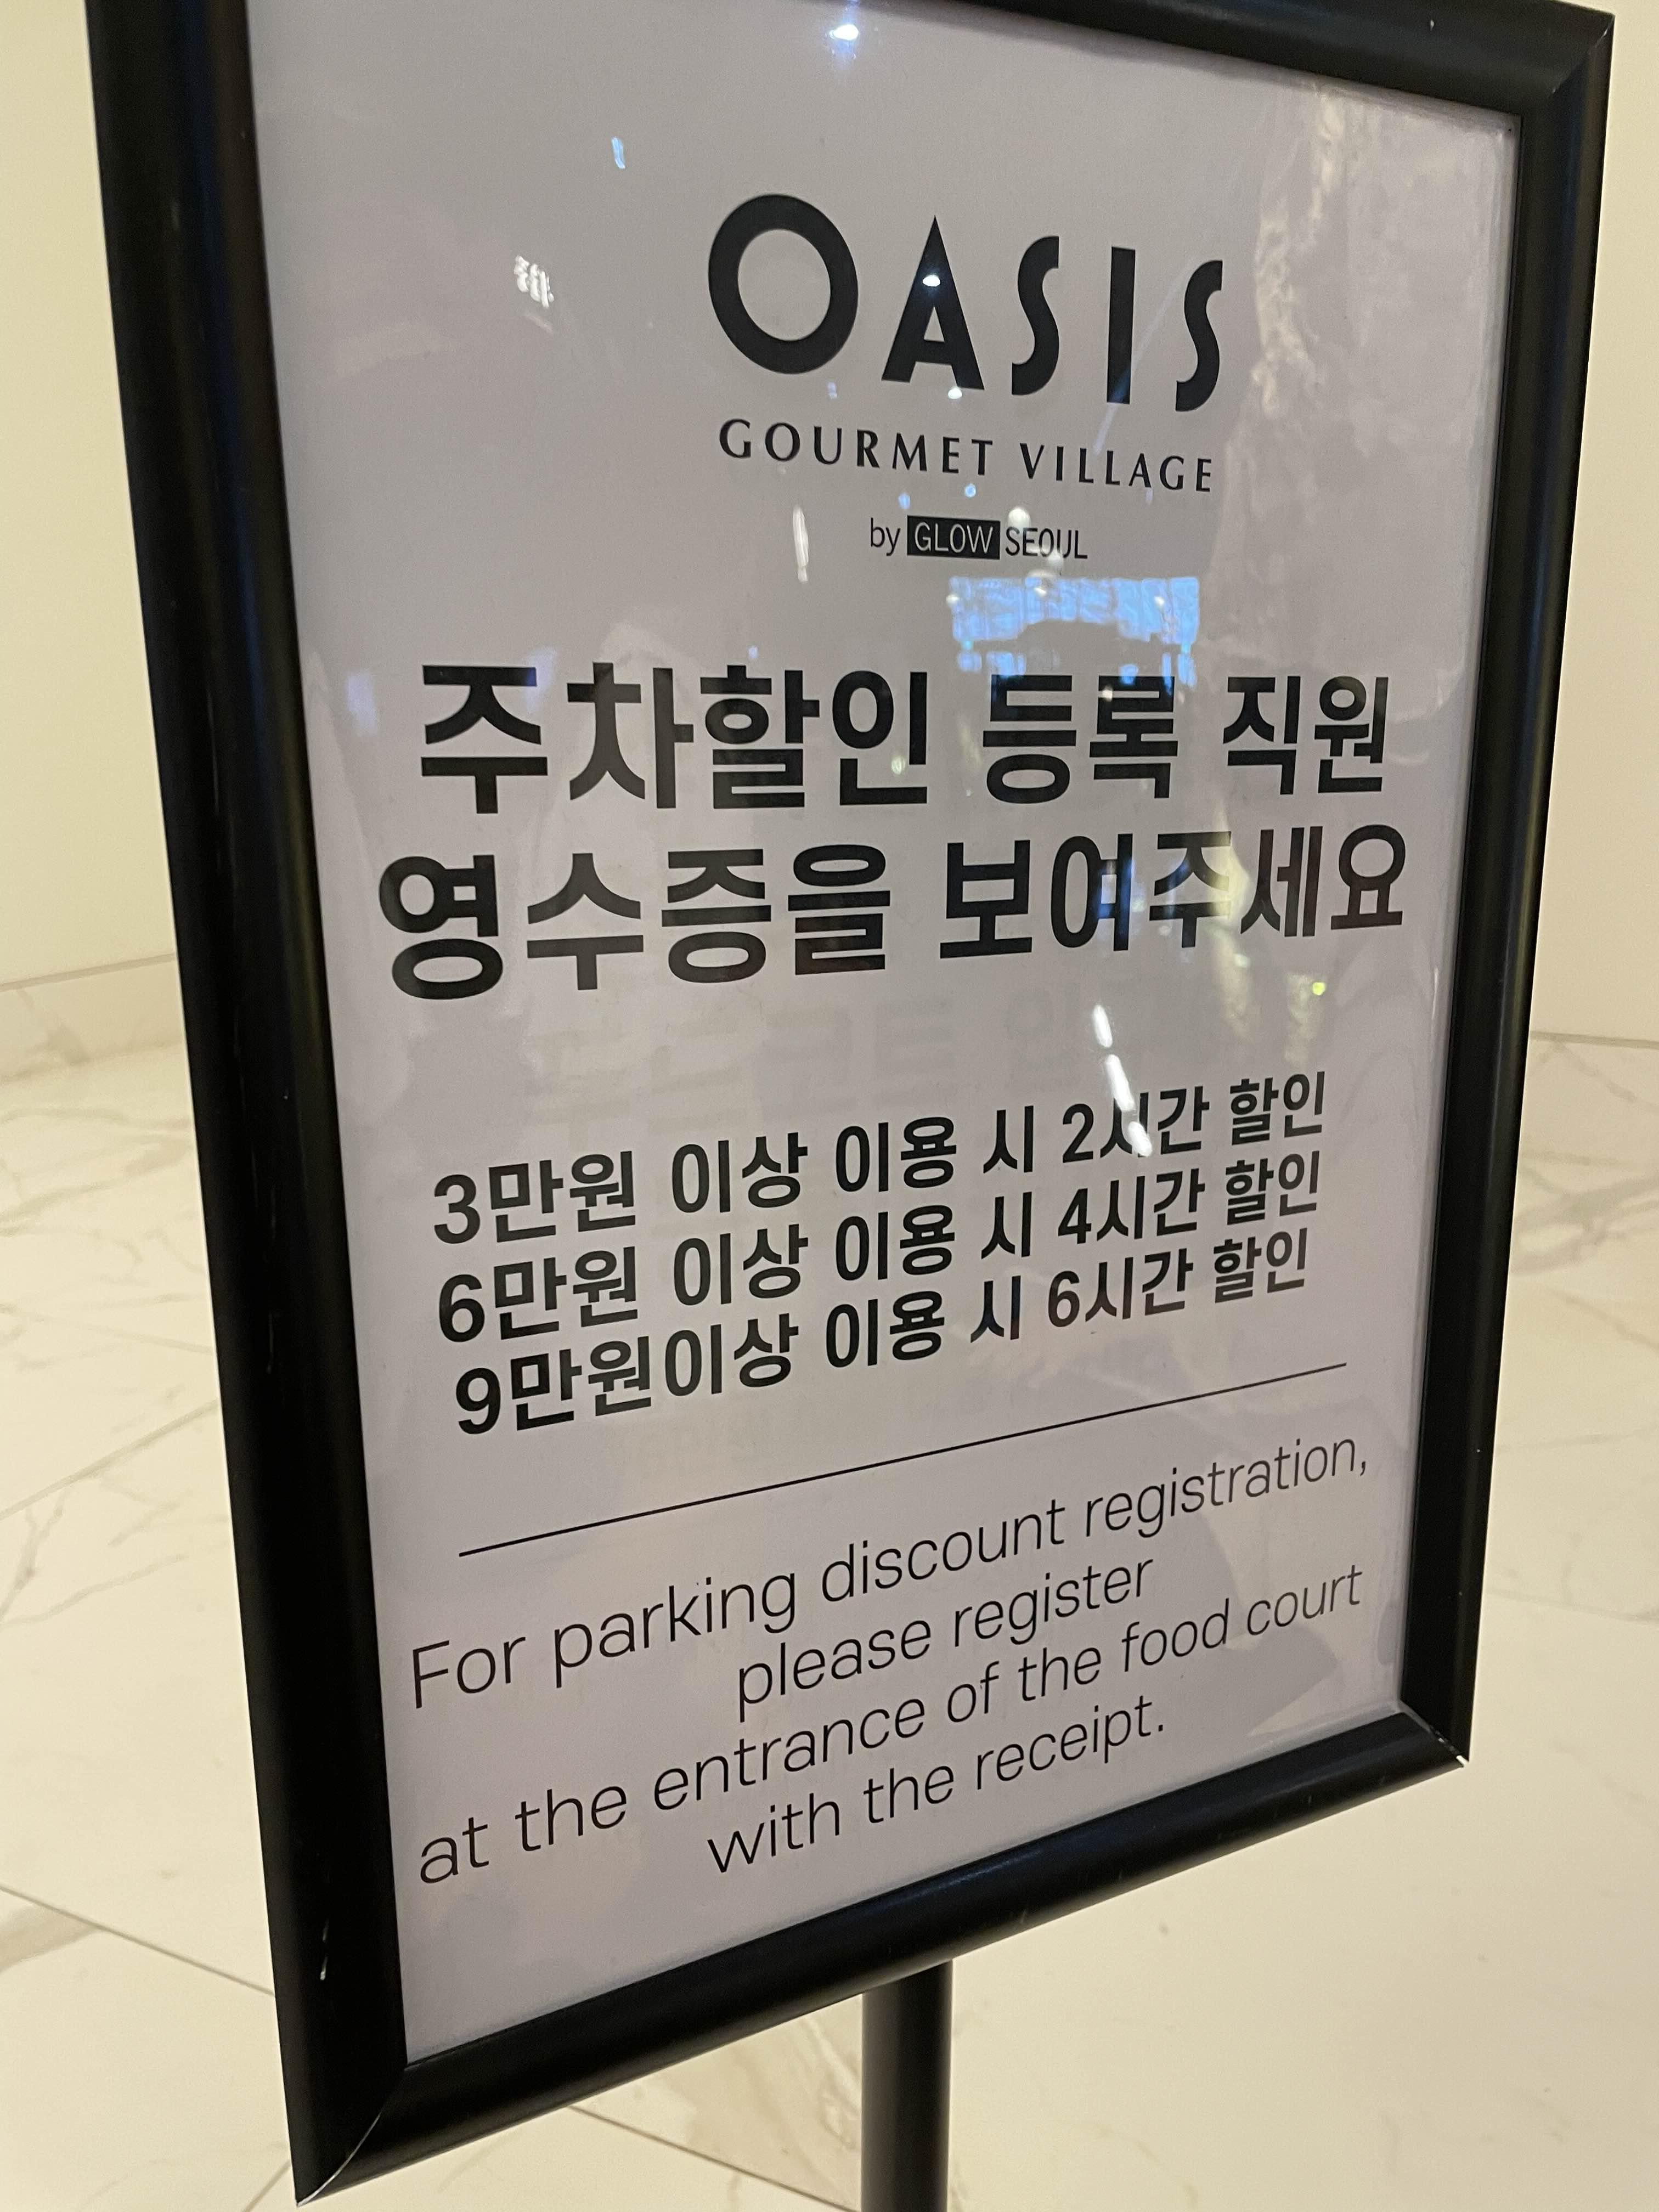 OASIS
GOURMET VILLAGE
by GLOW SEOUL
주차할인 등록 직원
영수증을 보여주세요
3만원 이상 이용 시 2시간 할인
6만원 이상 이용 시 4시간 할인
9만원이상 이용 시 6시간 할인
For parking discount registration,
please register
at the entrance of the food court
with the receipt.